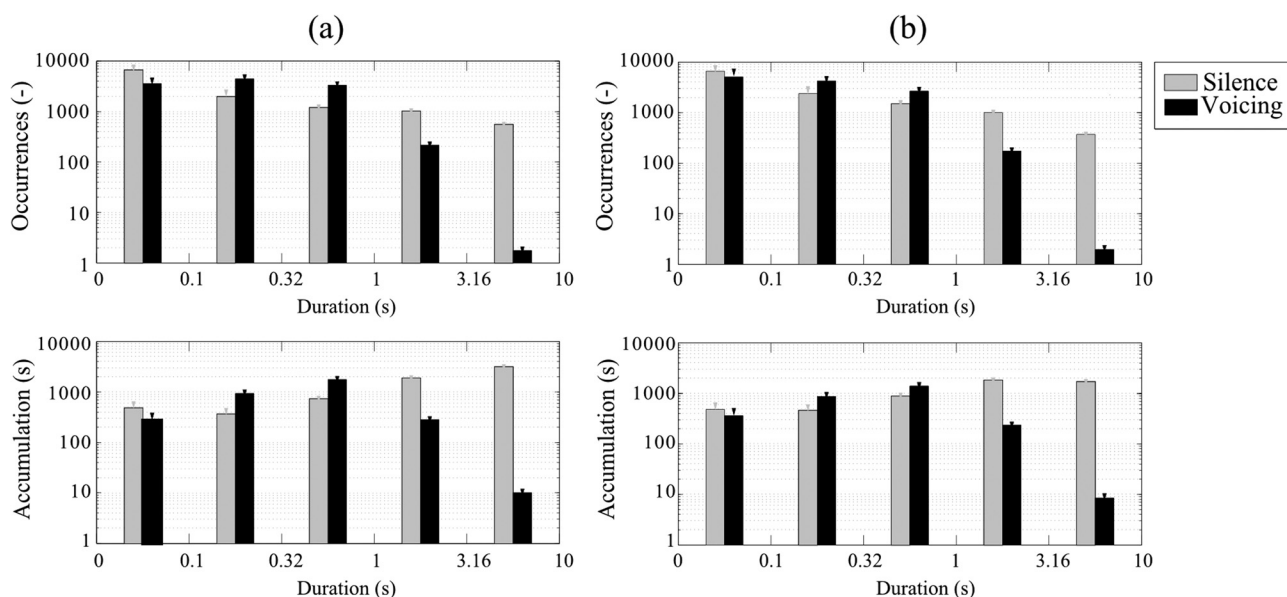 (a)
(b)
Occurrences (-)
10000
1000
100
10
1
0 0.1 0.32 1 3.16 10
Duration (s)
Occurrences (-)
10000
1000
100
10
1
0 0.1 0.32 1 3.16 10
Duration (s)
Silence
Voicing
Accumulation (s)
10000
1000
100
10
1
0 0.1 0.32 1 3.16 10
Duration (s)
Accumulation (s)
10000
1000
100
10
1
0 0.1 0.32 1 3.16 10
Duration (s)